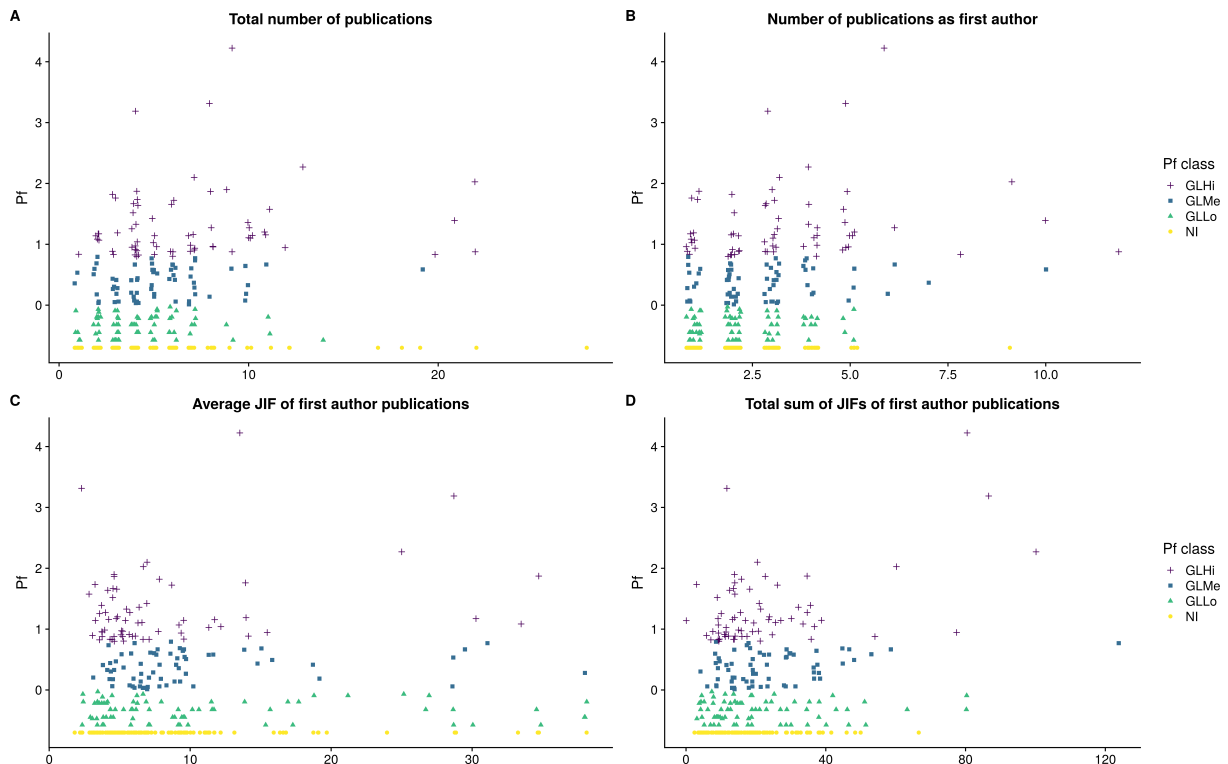 A
Total number of publications
4
3
2
1
0
Pf
0
10
20
B
Number of publications as first author
4
3
2
1
0
Pf
2.5
5.0
7.5
10.0
Pf class
GLHi
GLMe
GLLo
NI
C
Average JIF of first author publications
4
3
2
1
0
Pf
0
10
20
30
D
Total sum of JIFs of first author publications
4
3
2
1
0
Pf
0
40
80
120
Pf class
GLHi
GLMe
GLLo
NI